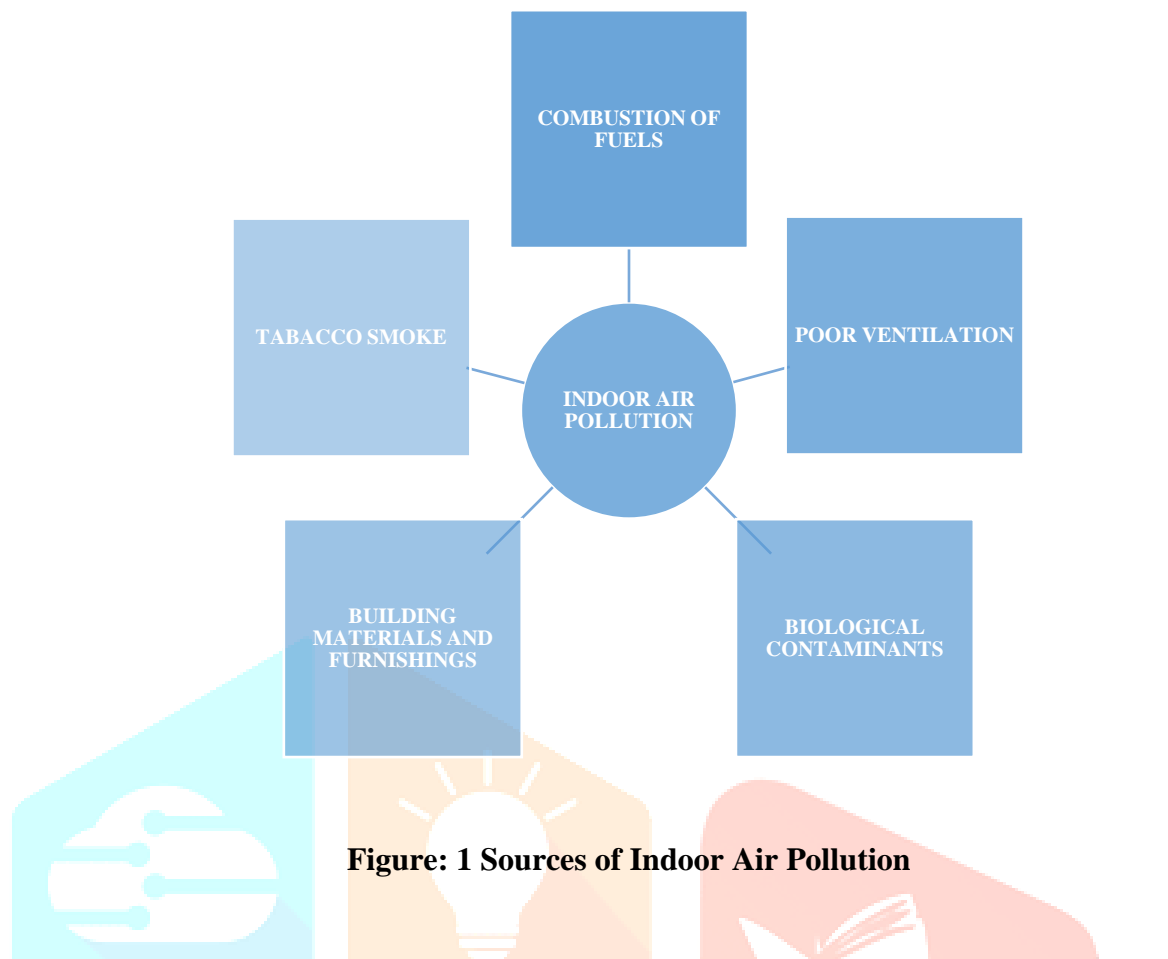 COMBUSTION OF
FUELS
TABACCO SMOKE
POOR VENTILATION
INDOOR AIR
POLLUTION
BUILDING
MATERIALS AND
FURNISHINGS
BIOLOGICAL
CONTAMINANTS
Figure: 1 Sources of Indoor Air Pollution